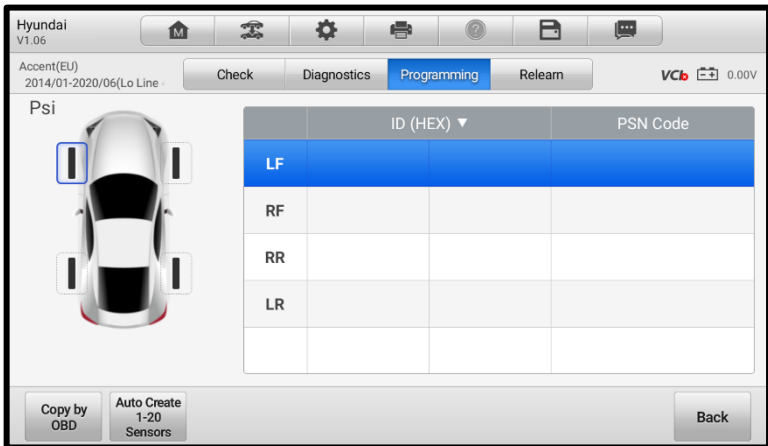 Hyundai
V1.06
M
?
Accent(EU)
2014/01-2020/06(Lo Line
Check
Diagnostics
Programming
Relearn
VCI
0.00V
Psi
ID (HEX) ▼
PSN Code
LF
RF
RR
LR
Copy by
OBD
Auto Create
1-20
Sensors
Back